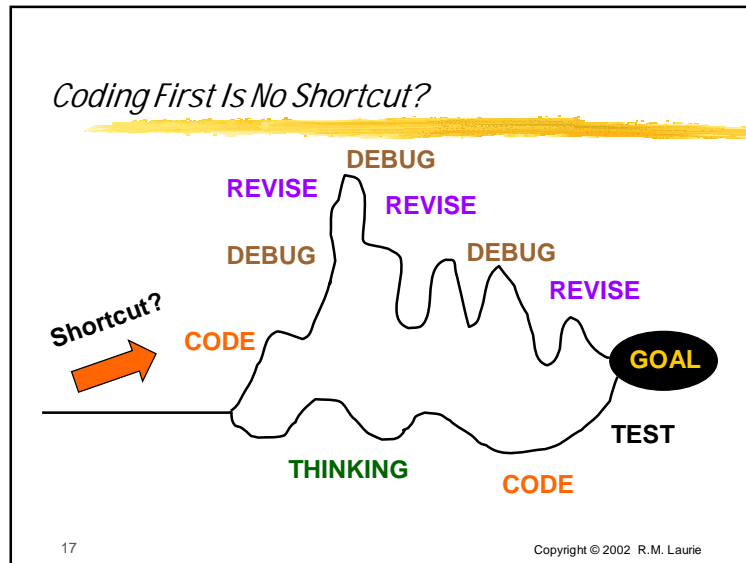 Coding First Is No Shortcut?
DEBUG
REVISE
REVISE
DEBUG
DEBUG
REVISE
Shortcut?
CODE
GOAL
TEST
THINKING
CODE
17
Copyright © 2002 R.M. Laurie